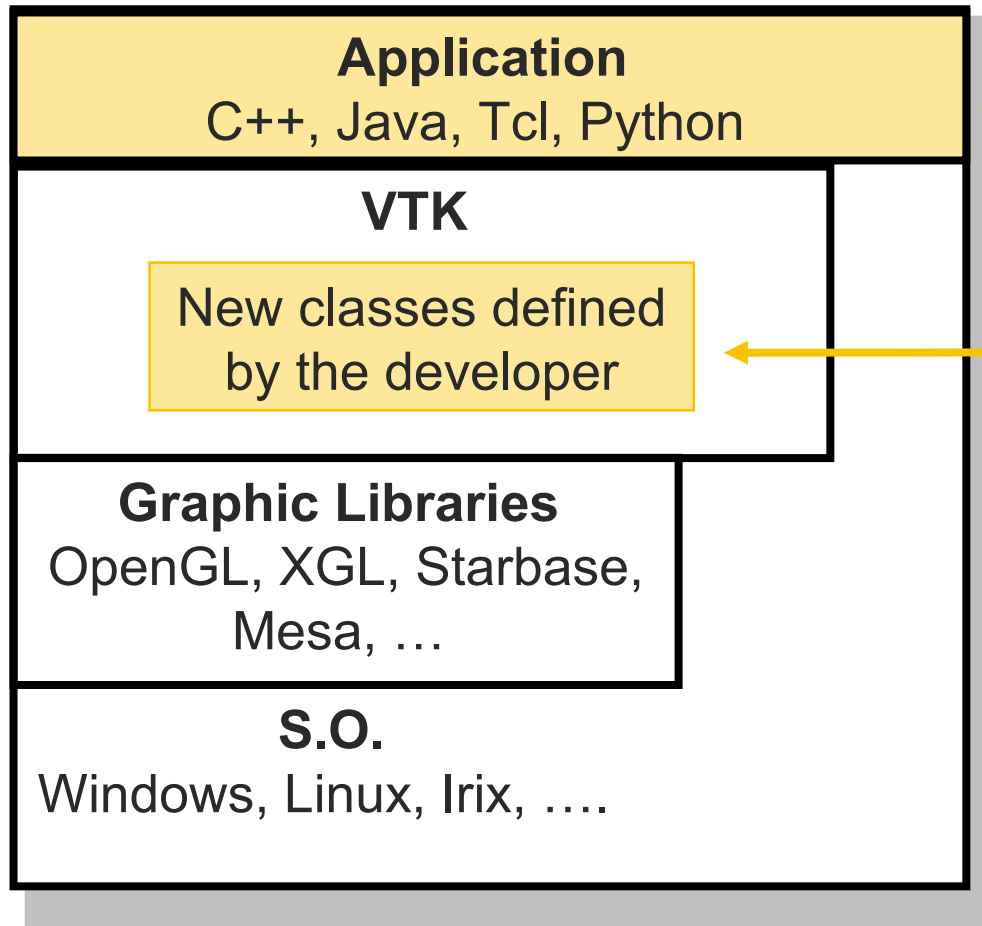 Application
C++, Java, Tcl, Python
VTK
New classes defined
by the developer
Graphic Libraries
OpenGL, XGL, Starbase,
Mesa, …
S.O.
Windows, Linux, Irix, ….